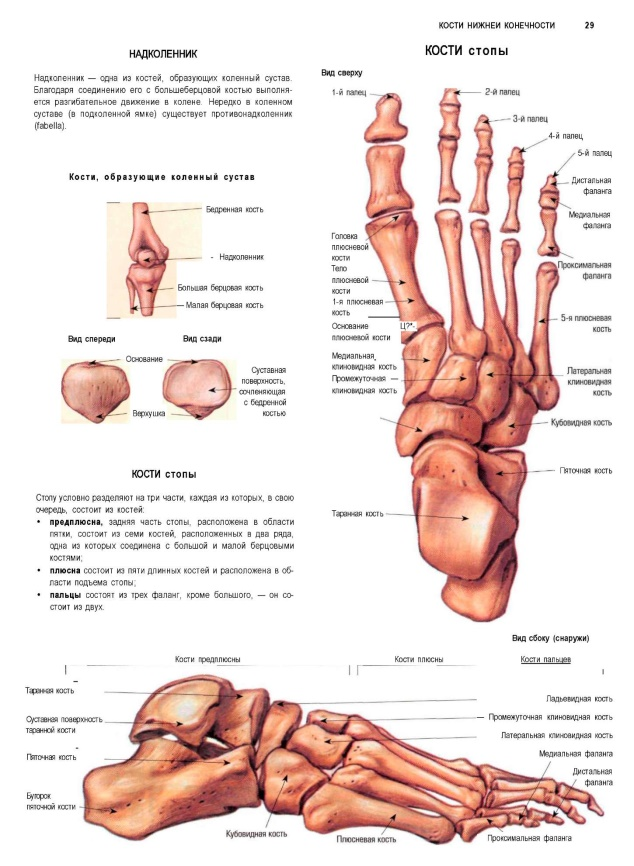 КОСТИ НИЖНЕИ КОНЕЧНОСТИ 29
НАДКОЛЕННИК
Надколенник — одна из костей, образующих коленный сустав.
Благодаря соединению его с большеберцовой костью выполня-
ется разгибательное движение в колене. Нередко в коленном
суставе (в подколенной ямке) существует противонадколенник
(fabella).
Кости, образующие коленный сустав
Бедренная кость
- Надколенник
Большая берцовая кость
Малая берцовая кость
Вид спереди
Вид сзади
Основание
Суставная
поверхность,
сочленяющая
с бедренной
костью
Верхушка
КОСТИ стопы
Стопу условно разделяют на три части, каждая из которых, в свою
очередь, состоит из костей:
• предплюсна, задняя часть стопы, расположена в области
пятки, состоит из семи костей, расположенных в два ряда,
одна из которых соединена с большой и малой берцовыми
костями;
• плюсна состоит из пяти длинных костей и расположена в об-
ласти подъема стопы;
• пальцы состоят из трех фаланг, кроме большого, — он со-
стоит из двух.
КОСТИ стопы
Вид сверху
1-й палец
2-й палец
3-й палец
4-й палец
5-й палец
Дистальная
фаланга
Медиальная
фаланга
Проксимальная
фаланга
Головка
плюсневой
кости
Тело
плюсневой
кости
1-я плюсневая
кость
Основание
плюсневой кости
Ц?*-
5-я плюсневая
кость
Медиальная
клиновидная кость
Промежуточная —
клиновидная кость
Латеральная
клиновидная
кость
Кубовидная кость
Пяточная кость
Таранная кость
Вид сбоку (снаружи)
Кости предплюсны
Кости плюсны
Кости пальцев
Таранная кость
Оуставная поверхность
таранной кости
Пяточная кость
Бугорок
пяточной кости
Ладьевидная кость
Промежуточная клиновидная кость
Латеральная клиновидная кость
Медиальная фаланга
Дистальная
фаланга
Кубовидная кость
Плюсневая кость
Проксимальная фаланга